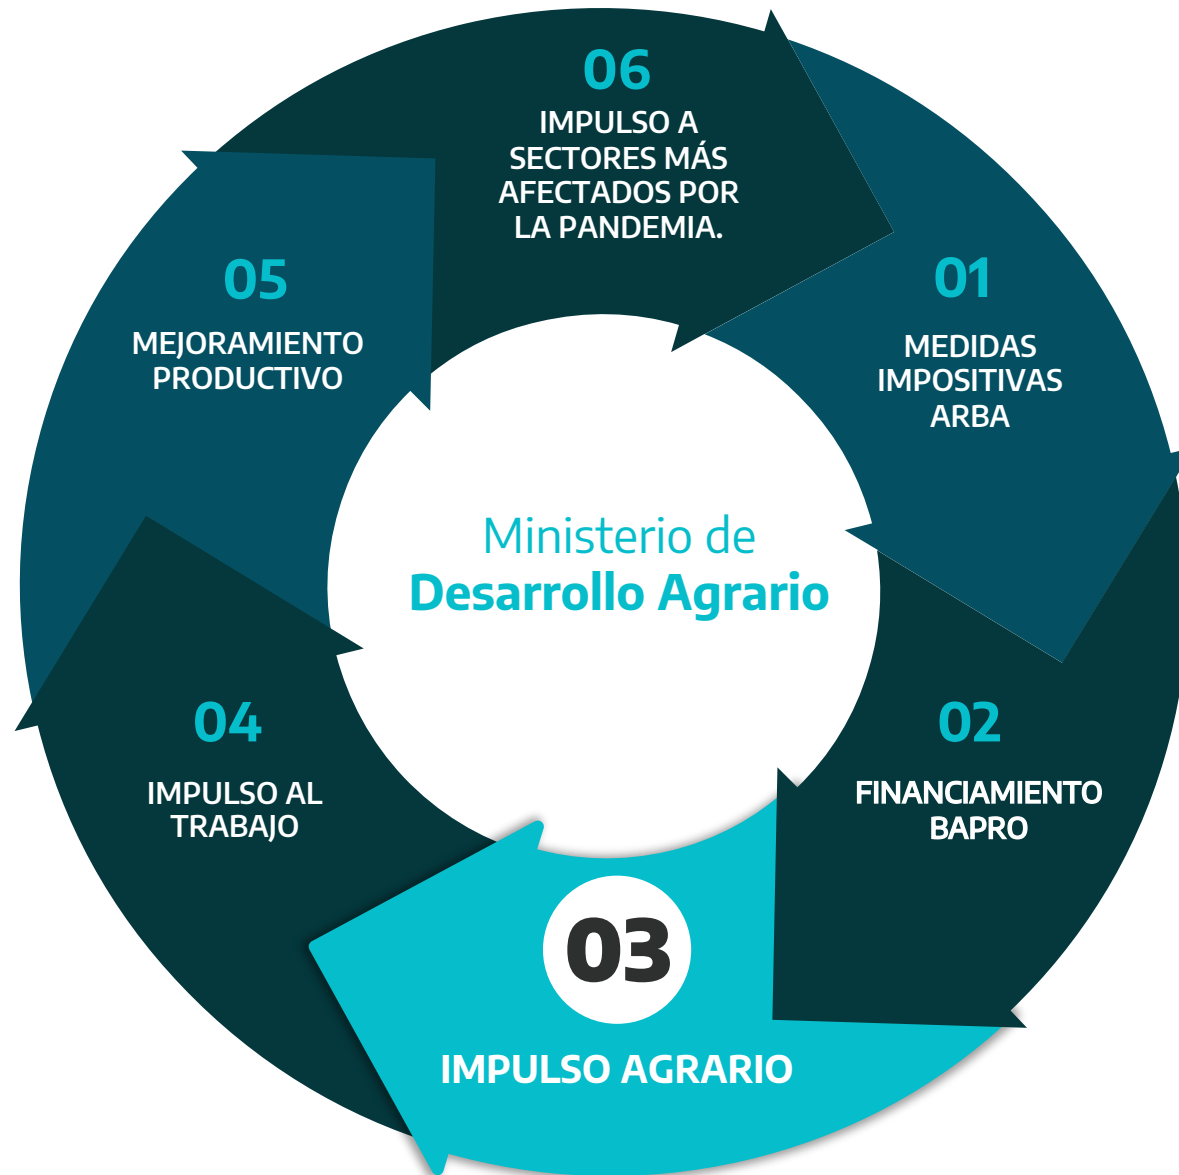 06
IMPULSO A
SECTORES MÁS
AFECTADOS POR
LA PANDEMIA.
01
MEDIDAS
IMPOSITIVAS
ARBA
05
MEJORAMIENTO
PRODUCTIVO
Ministerio de
Desarrollo Agrario
04
IMPULSO AL
TRABAJO
02
FINANCIAMIENTO
BAPRO
03
IMPULSO AGRARIO